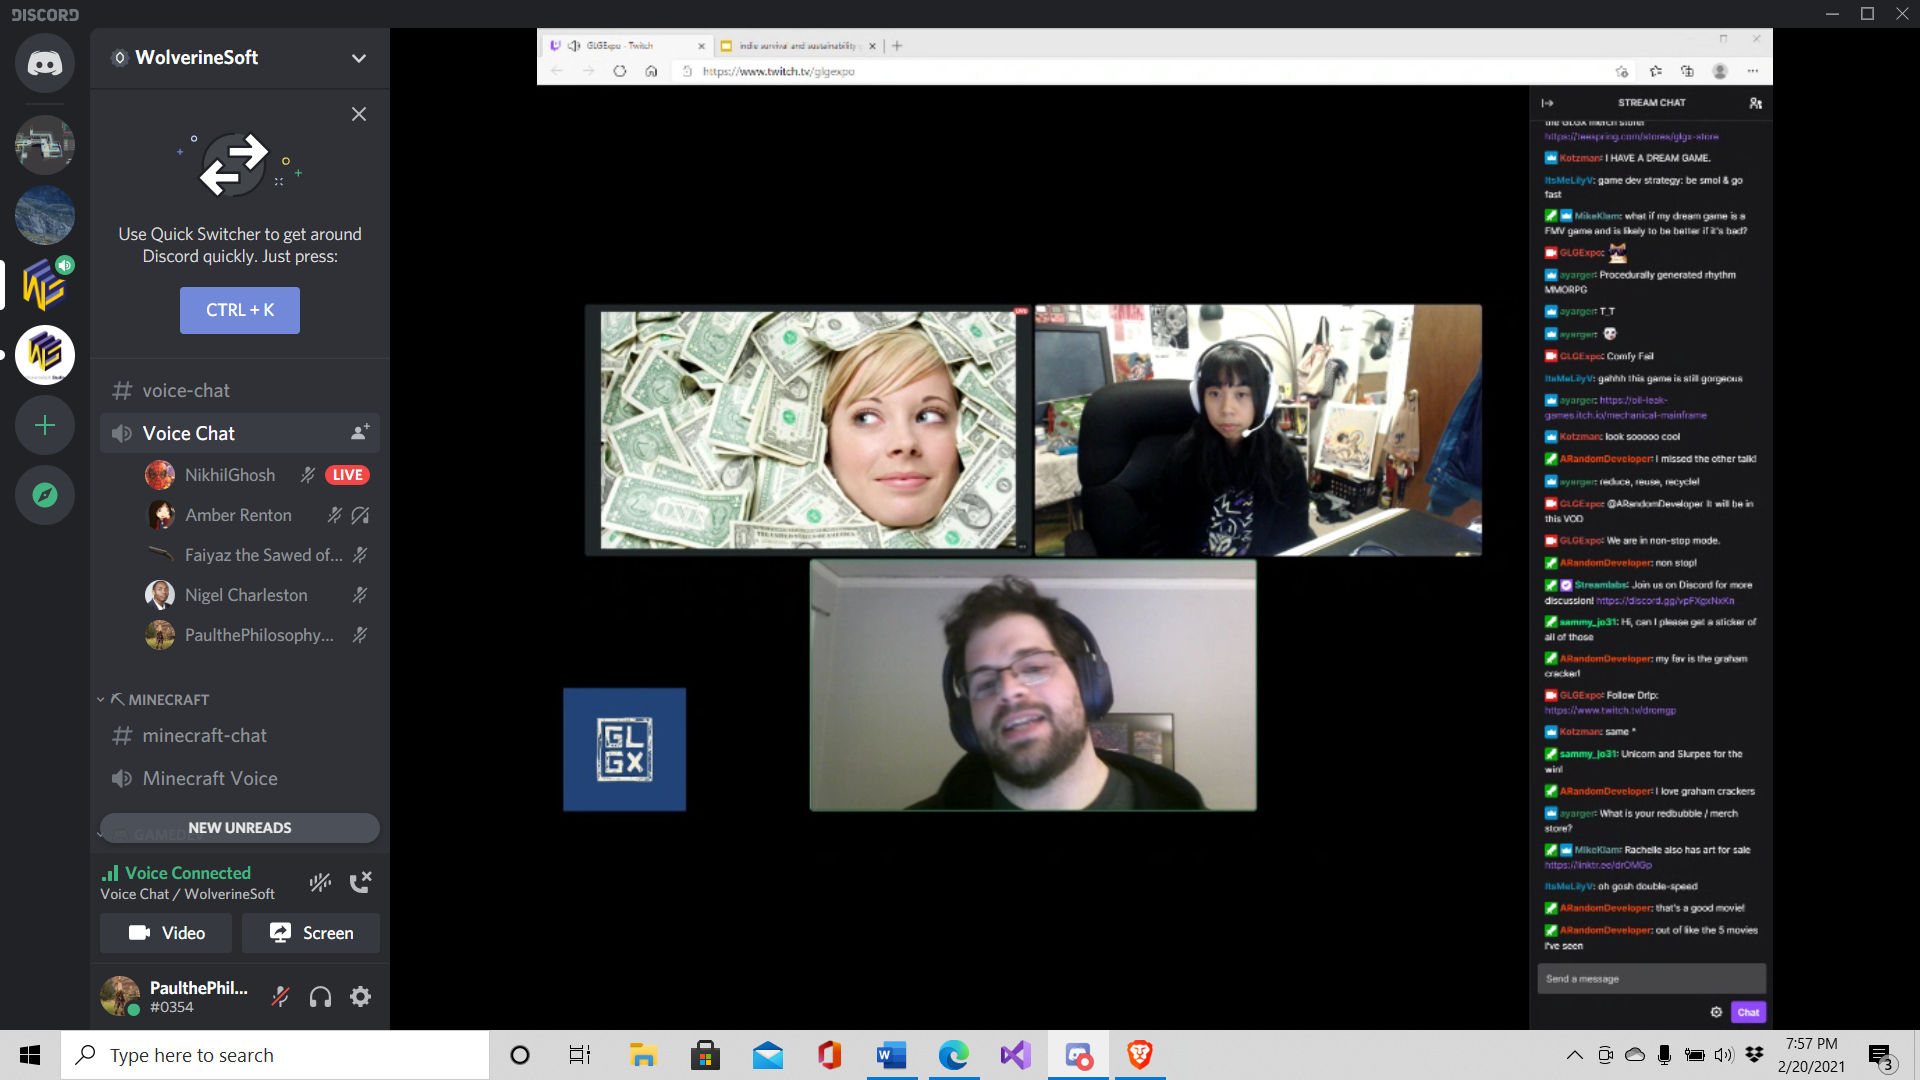 DISCORD
WolverineSoft
Use Quick Switcher to get around
Discord quickly. Just press:
CTRL + K
voice-chat
Voice Chat
NikhilGhosh LIVE
Amber Renton
Faiyaz the Sawed of...
Nigel Charleston
PaulthePhilosophy...
MINECRAFT
minecraft-chat
Minecraft Voice
NEW UNREADS
Voice Connected
Voice Chat / WolverineSoft
Video
Screen
PaulthePhil...
#0354
GLGExpo - Twitch
indie survival and sustainability
https://www.twitch.tv/glgexpo
LIVE
ONE
GL
GX
STREAM CHAT
the GLGX merch store!
https://teespring.com/stores/glgx-store
Kotzman: I HAVE A DREAM GAME.
ItsMeLilyV: game dev strategy: be smol & go
fast
MikeKlam: what if my dream game is a
FMV game and is likely to be better if it's bad?
GLGExpo:
ayarger: Procedurally generated rhythm
MMORPG
ayarger: T_T
ayarger:
GLGExpo: Comfy Fail
ItsMeLilyV: gahhh this game is still gorgeous
ayarger: https://oil-leak-
games.itch.io/mechanical-mainframe
Kotzman: look sooooo cool
ARandomDeveloper: I missed the other talk!
ayarger: reduce, reuse, recycle!
GLGExpo: @ARandomDeveloper It will be in
this VOD
GLGExpo: We are in non-stop mode.
ARandomDeveloper: non stop!
Streamlabs: Join us on Discord for more
discussion! https://discord.gg/vpFXgxNxKn
sammy_jo31: Hi, can I please get a sticker of
all of those
ARandomDeveloper: my fav is the graham
cracker!
GLGExpo: Follow Dr!p:
https://www.twitch.tv/dromgp
Kotzman: same *
sammy_jo31: Unicorn and Slurpee for the
win!
ARandomDeveloper: I love graham crackers
ayarger: What is your redbubble / merch
store?
MikeKlam: Rachelle also has art for sale
https://linktr.ee/drOMGp
ItsMeLilyV: oh gosh double-speed
ARandomDeveloper: that's a good movie!
ARandomDeveloper: out of like the 5 movies
I've seen
Send a message
Chat
Type here to search
7:57 PM
2/20/2021
3